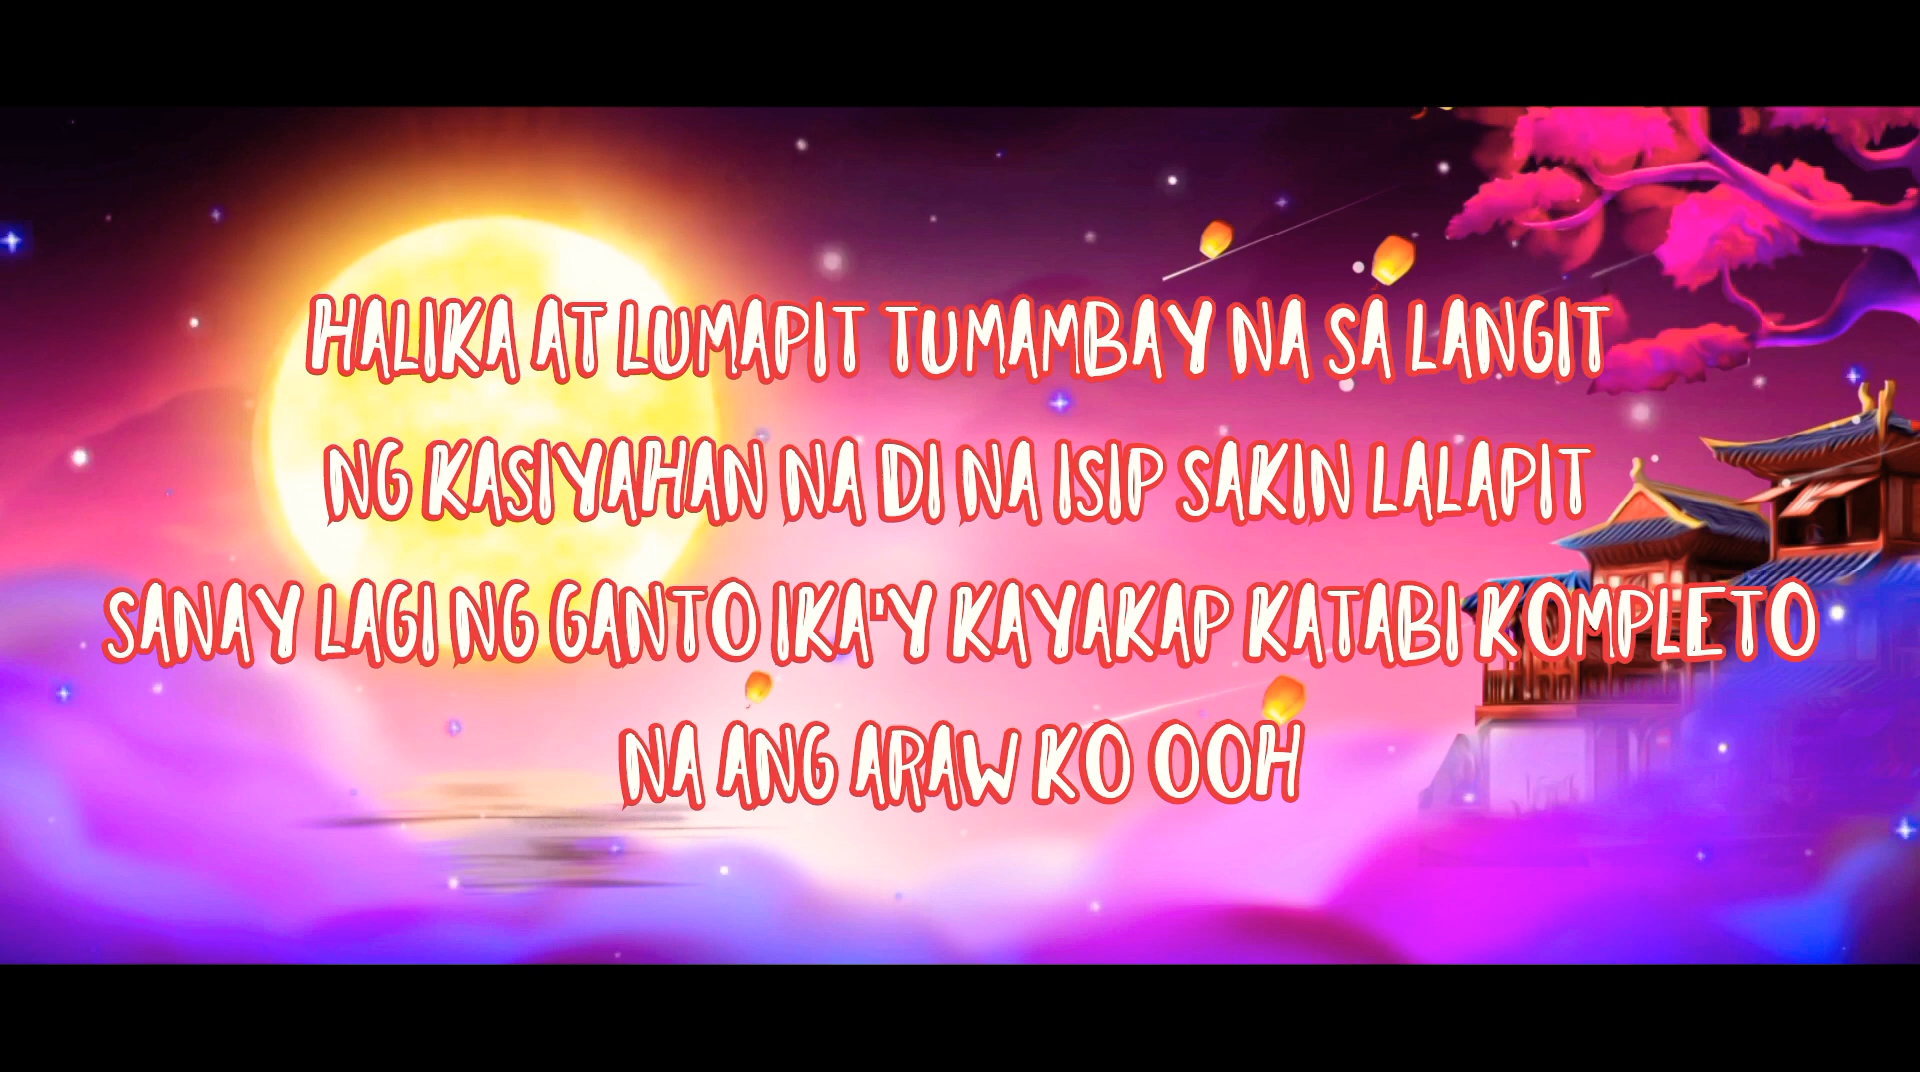 HALIKA AT LUMAPIT TUMAMBAY NA SA LANGIT
NG KASIYAHAN NA DI NA ISIP SAKIN LALAPIT
SANAY LAGI NG GANTO IKA'Y KAYAKAP KATABI KOMPLETO
NA ANG ARAW KO OOH